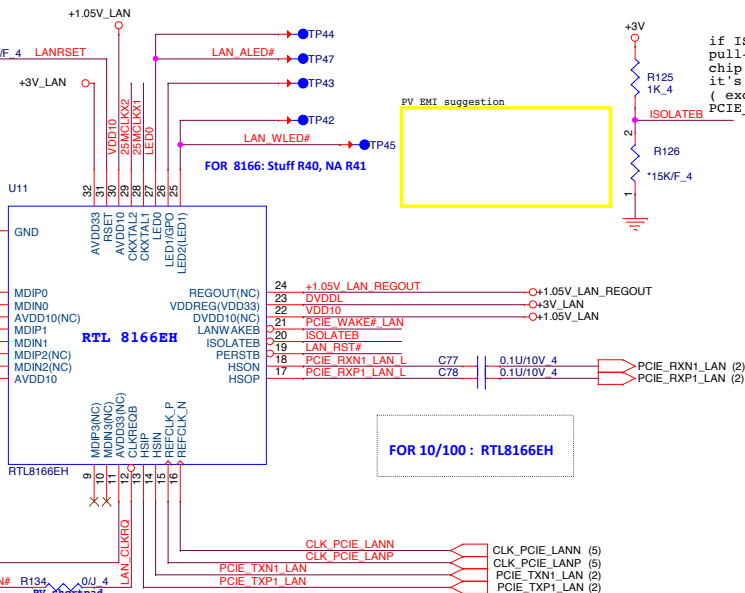 +1.05V_LAN
/F_4 LANRSET
+3V_LAN
VDD10
25MCLKX2
25MCLKX1
LED0
TP44
LAN_ALED#
TP47
TP43
TP42
LAN_WLED#
TP45
FOR 8166: Stuff R40, NA R41
PV EMI suggestion
+3V
R125
1K_4
ISOLATEB
2
R126
*15K/F_4
1
if IS
pull-
chip
it's
( exc
PCIE_
U11
32
31
30
29
28
27
26
25
AVDD33
RSET
AVDD10
CKXTAL2
CKXTAL1
LED0
LED1/GPO
LED2(LED1)
GND
MDIP0
MDIN0
AVDD10(NC)
MDIP1
MDIN1
MDIP2(NC)
MDIN2(NC)
AVDD10
RTL 8166EH
REGOUT(NC)
VDDREG(VDD33)
DVDD10(NC)
LANWAKEB
ISOLATEB
PERSTB
HSON
HSOP
24 +1.05V_LAN_REGOUT
23 DVDDL
22 VDD10
21 PCIE_WAKE#_LAN
20 ISOLATEB
19 LAN_RST#
18 PCIE_RXN1_LAN_L C77 0.1U/10V_4
17 PCIE_RXP1_LAN_L C78 0.1U/10V_4
+1.05V_LAN_REGOUT
+3V_LAN
+1.05V_LAN
PCIE_RXN1_LAN (2)
PCIE_RXP1_LAN (2)
MDIP3(NC)
MDIN3(NC)
AVDD33(NC)
CLKREQB
HSIP
HSIN
REFCLK_P
REFCLK_N
RTL8166EH
9
10
11
12
13
14
15
16
FOR 10/100 : RTL8166EH
LAN_CLKRQ
CLK_PCIE_LANN
CLK_PCIE_LANP
PCIE_TXN1_LAN
PCIE_TXP1_LAN
CLK_PCIE_LANN (5)
CLK_PCIE_LANP (5)
PCIE_TXN1_LAN (2)
PCIE_TXP1_LAN (2)
N# R134 0/J_4
PV shortpad